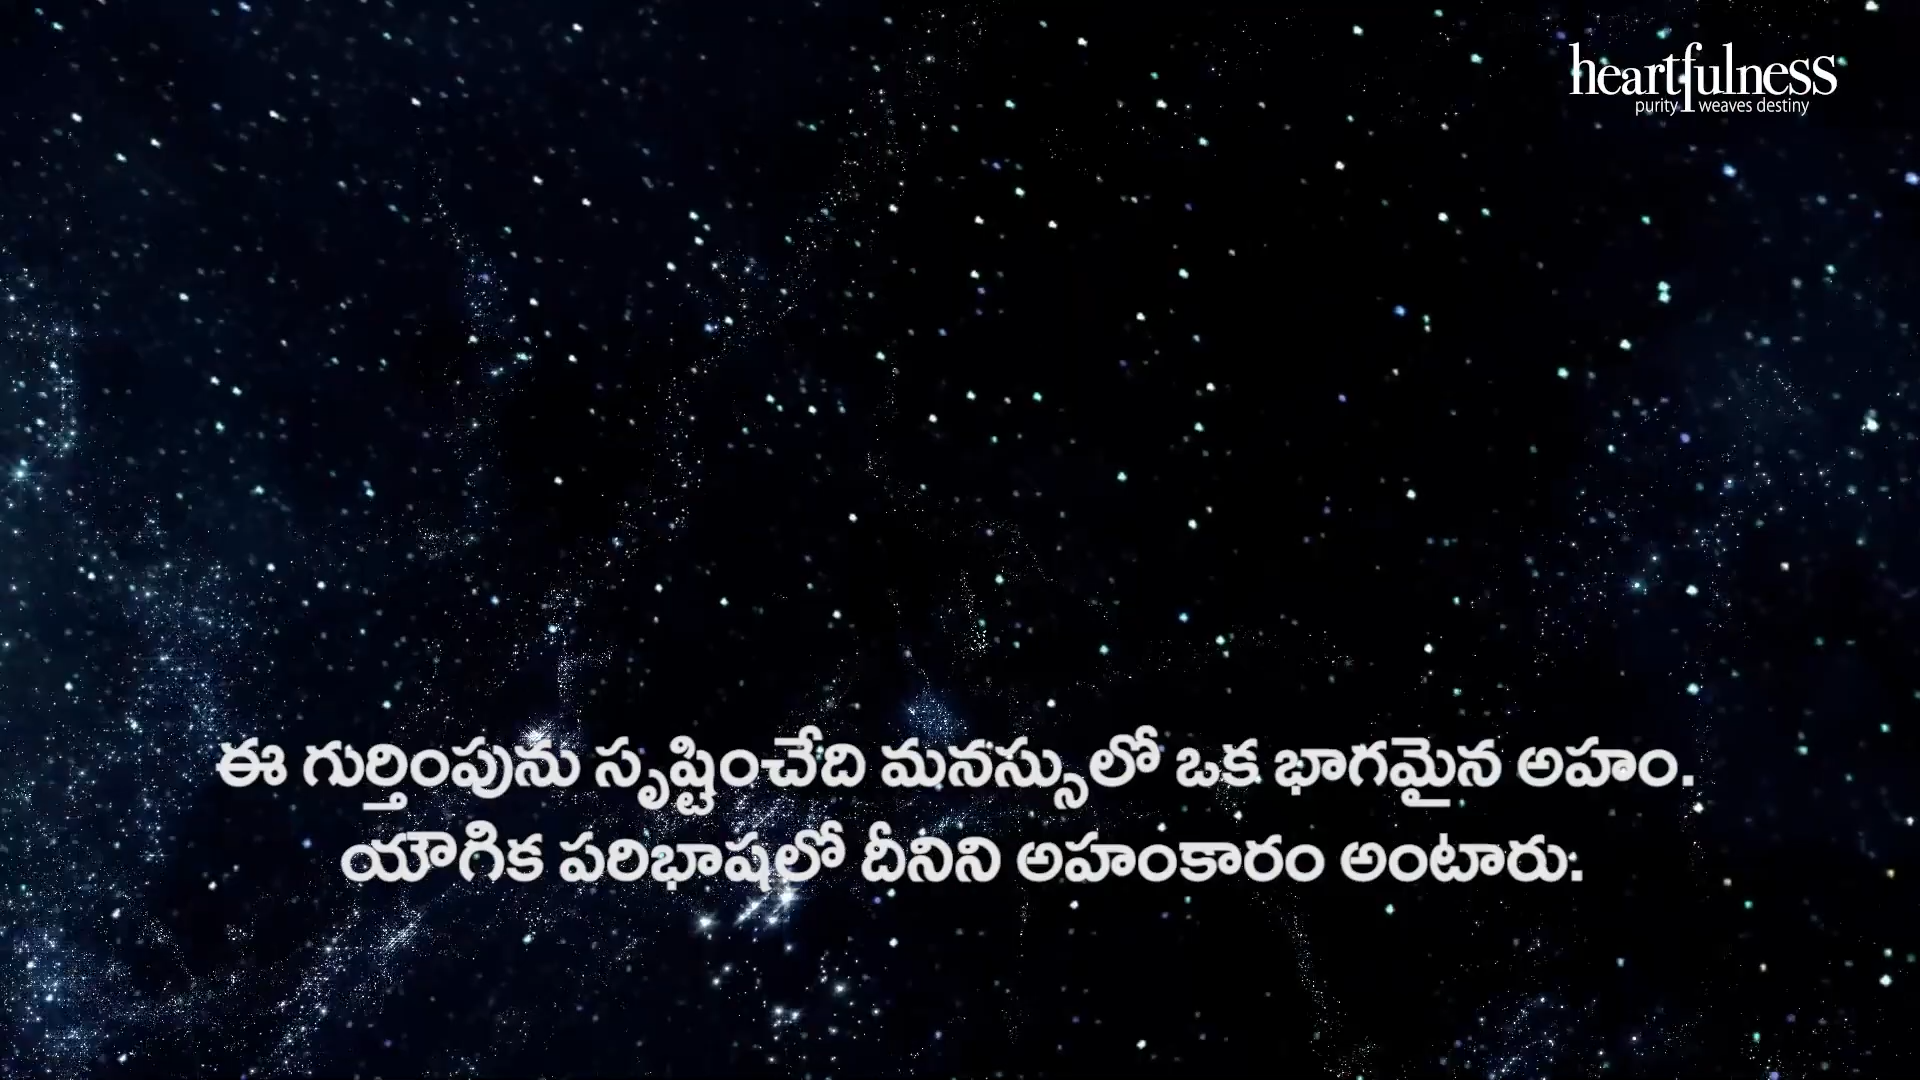 heartfulness
purity weaves destiny
ఈ గుర్తింపును సృష్టించేది మనస్సులో ఒక భాగమైన అహం.
యౌగిక పరిభాషలో దీనిని అహంకారం అంటారు: